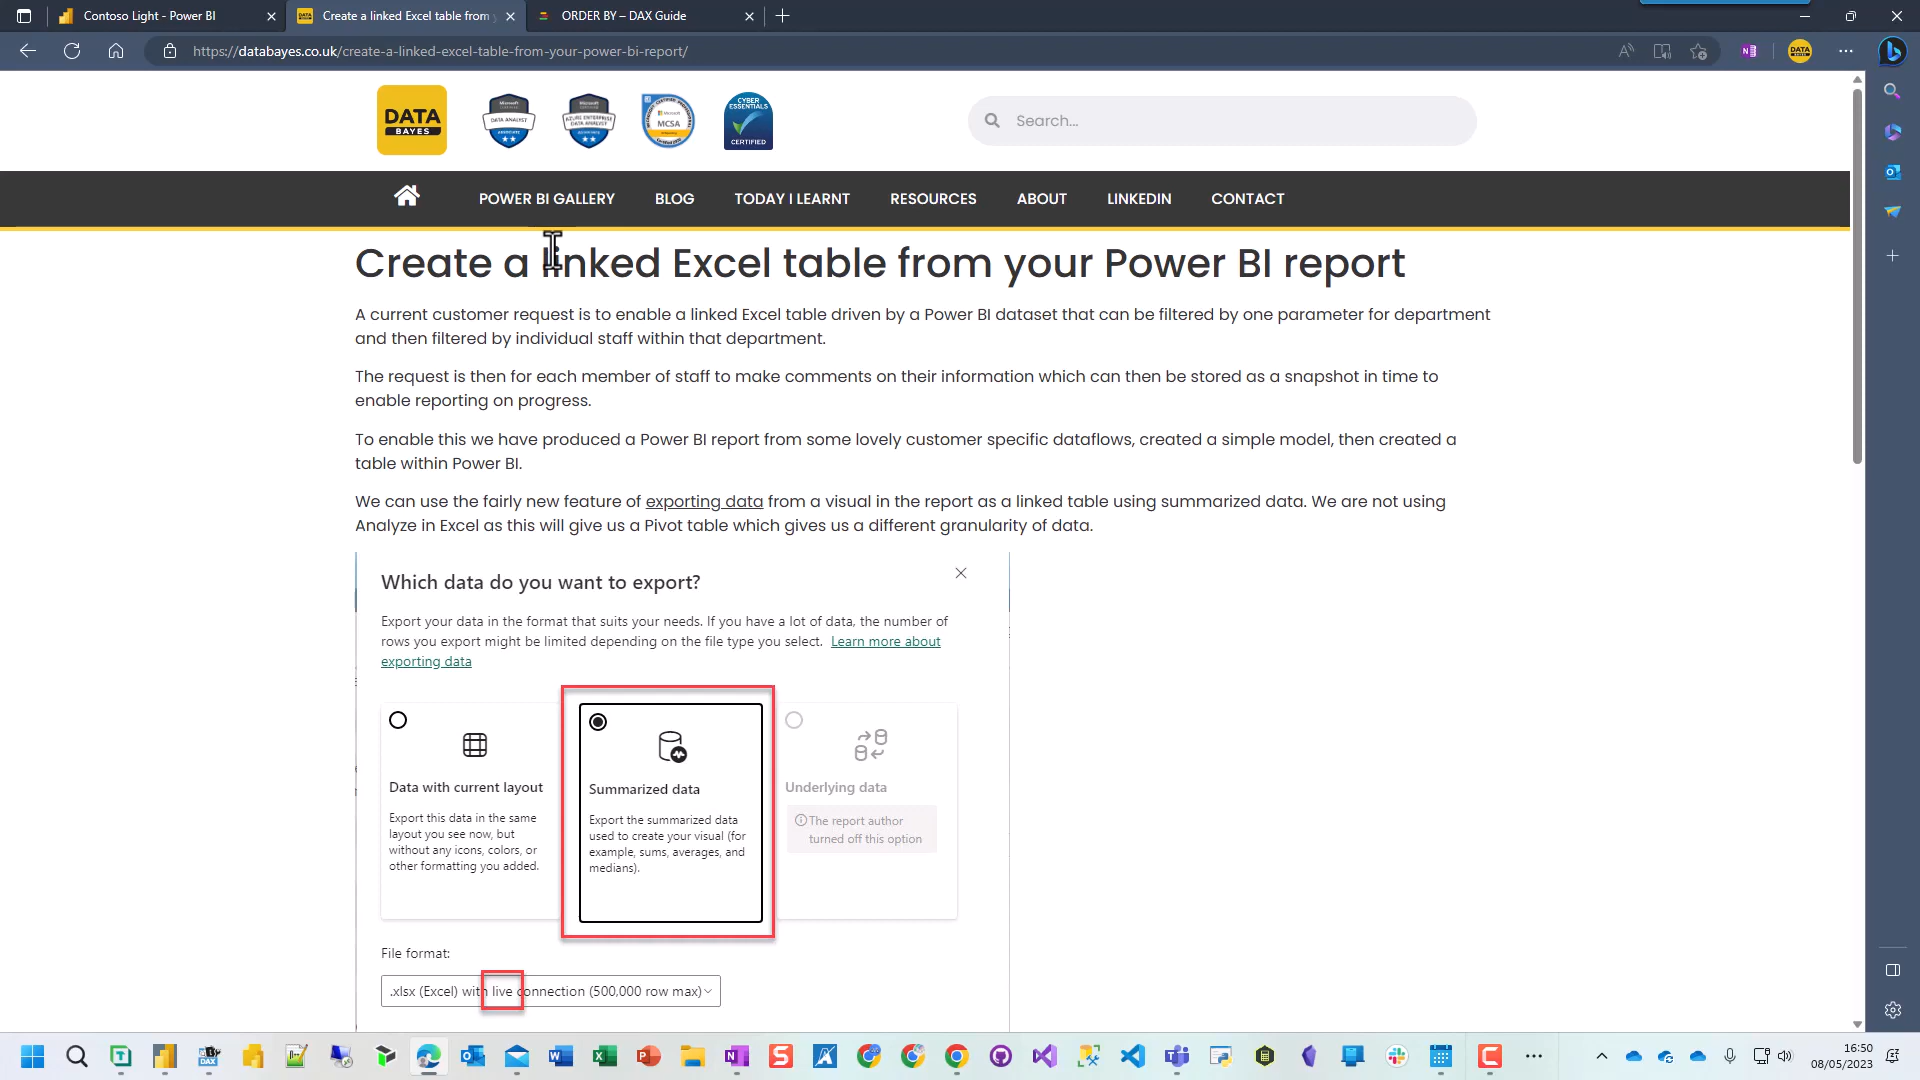 Contoso Light - Power BI
Create a linked Excel table from
ORDER BY – DAX Guide
https://databayes.co.uk/create-a-linked-excel-table-from-your-power-bi-report/
DATA
BAYES
DATA ANALYST
MCSA
CYBER
ESSENTIALS
CERTIFIED
Search...
POWER BI GALLERY
BLOG
TODAY I LEARNT
RESOURCES
ABOUT
LINKEDIN
CONTACT
Create a linked Excel table from your Power BI report
A current customer request is to enable a linked Excel table driven by a Power BI dataset that can be filtered by one parameter for department
and then filtered by individual staff within that department.
The request is then for each member of staff to make comments on their information which can then be stored as a snapshot in time to
enable reporting on progress.
To enable this we have produced a Power BI report from some lovely customer specific dataflows, created a simple model, then created a
table within Power BI.
We can use the fairly new feature of exporting data from a visual in the report as a linked table using summarized data. We are not using
Analyze in Excel as this will give us a Pivot table which gives us a different granularity of data.
Which data do you want to export?
Export your data in the format that suits your needs. If you have a lot of data, the number of
rows you export might be limited depending on the file type you select. Learn more about
exporting data
Data with current layout
Export this data in the same
layout you see now, but
without any icons, colors, or
other formatting you added.
Summarized data
Export the summarized data
used to create your visual (for
example, sums, averages, and
medians).
Underlying data
The report author
turned off this option
File format:
.xlsx (Excel) with live connection (500,000 row max)
16:50
08/05/2023